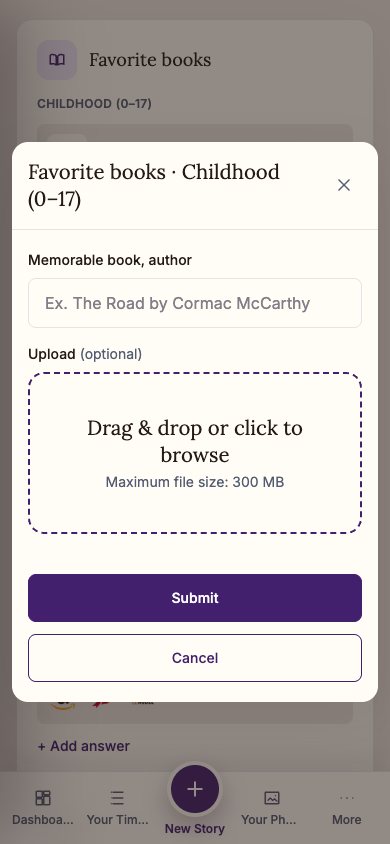 Favorite books
CHILDHOOD (0–17)
Favorite books · Childhood
(0–17)
Memorable book, author
Ex. The Road by Cormac McCarthy
Upload (optional)
Drag & drop or click to
browse
Maximum file size: 300 MB
Submit
Cancel
+ Add answer
Dashboa...
Your Tim...
New Story
Your Ph...
More